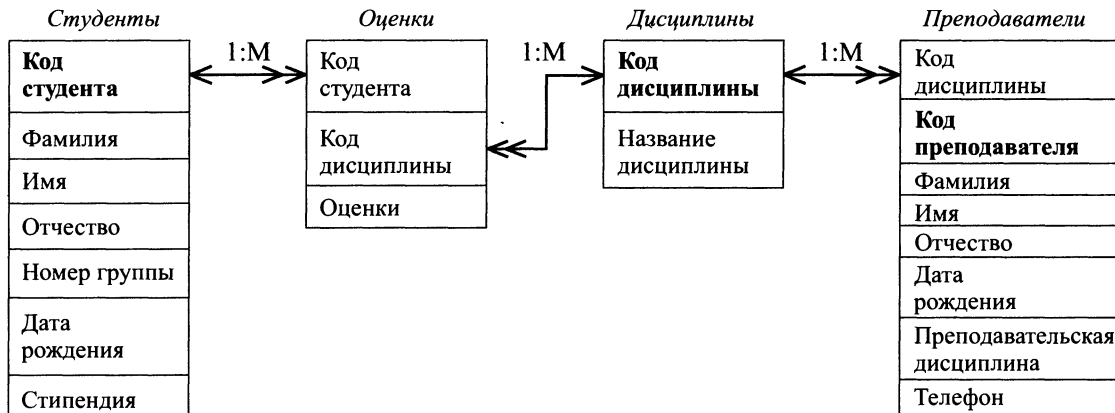 Студенты
Оценки
Дисциплины
Преподаватели
Код
студента
Фамилия
Имя
Отчество
Номер группы
Дата
рождения
Стипендия
1:М
Код
студента
Код
дисциплины
Оценки
1:М
Код
дисциплины
Название
дисциплины
1:М
Код
дисциплины
Код
преподавателя
Фамилия
Имя
Отчество
Дата
рождения
Преподавательская
дисциплина
Телефон